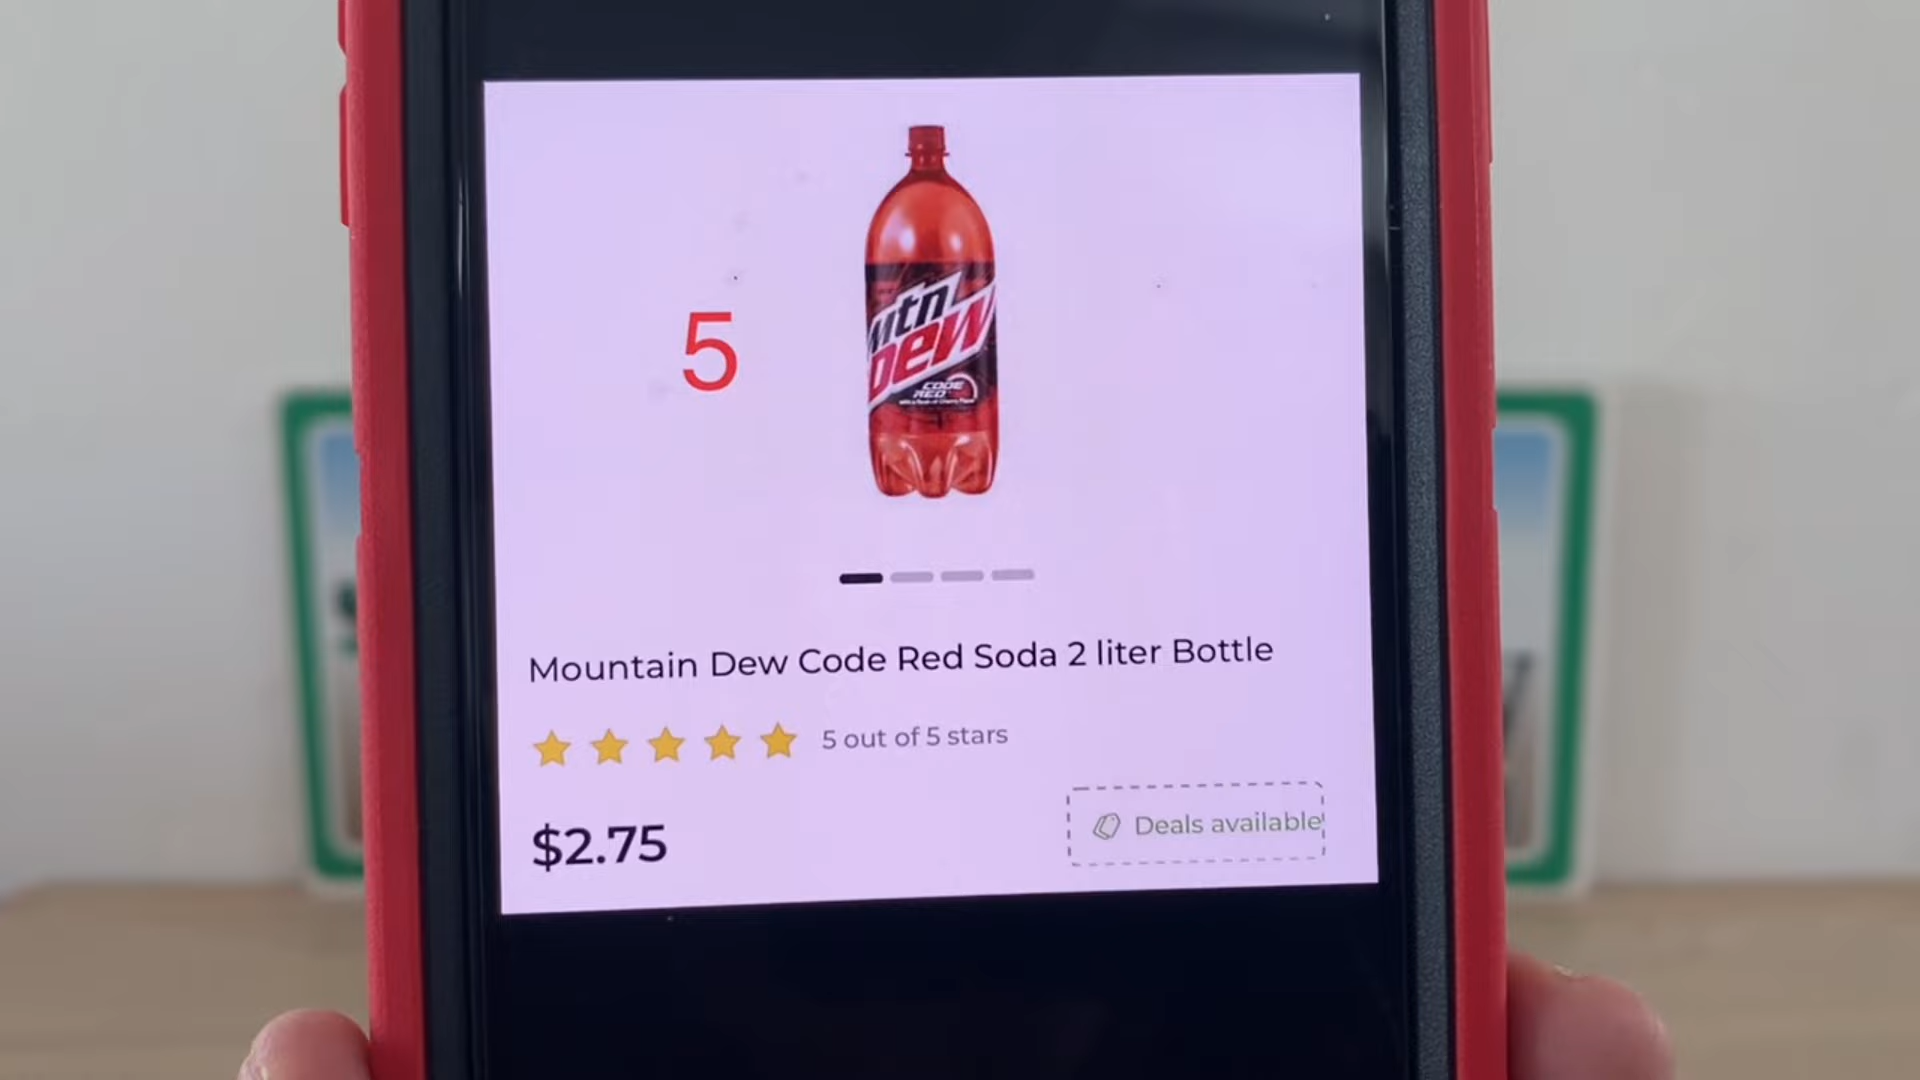 5
mtn
Dew
CODE
RED
Mountain Dew Code Red Soda 2 liter Bottle
5 out of 5 stars
$2.75
Deals available